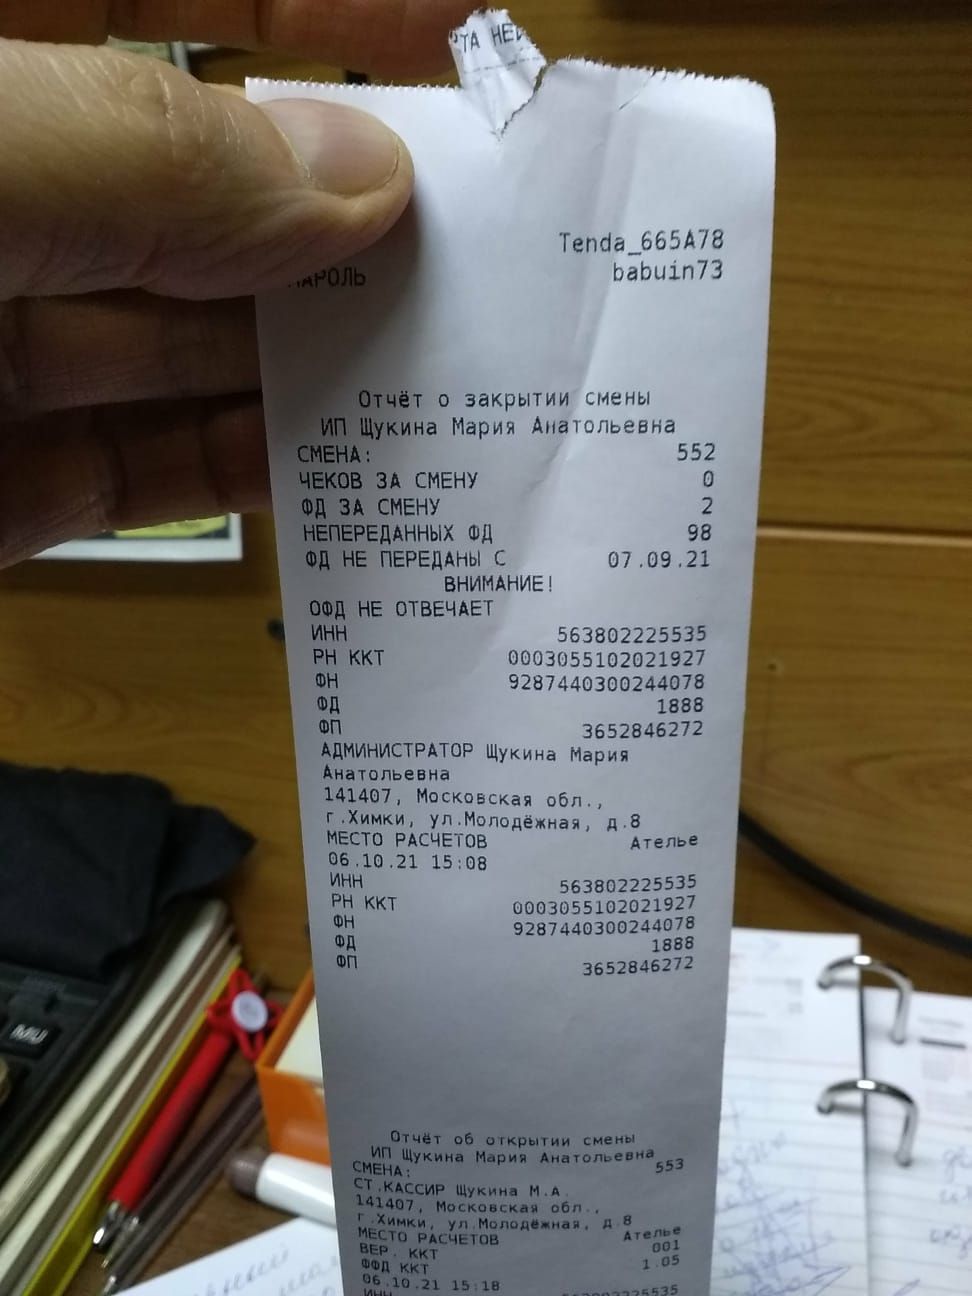 ТА НЕ
Tenda_665A78
ПАРОЛЬ babuin73
Отчёт о закрытии смены
ИП Щукина Мария Анатольевна
СМЕНА: 552
ЧЕКОВ ЗА СМЕНУ 0
ФД ЗА СМЕНУ 2
НЕПЕРЕДАННЫХ ФД 98
ФД НЕ ПЕРЕДАНЫ С 07.09.21
ВНИМАНИЕ!
ОФД НЕ ОТВЕЧАЕТ
ИНН 563802225535
РН ККТ 0003055102021927
ФН 9287440300244078
ФД 1888
ФП 3652846272
АДМИНИСТРАТОР Щукина Мария
Анатольевна
141407, Московская обл.,
г.Химки, ул.Молодёжная, д.8
МЕСТО РАСЧЕТОВ Ателье
06.10.21 15:08
ИНН 563802225535
РН ККТ 0003055102021927
ФН 9287440300244078
ФД 1888
ФП 3652846272
Отчёт об открытии смены
ИП Щукина Мария Анатольевна
СМЕНА: 553
СТ.КАССИР Щукина М.А.
141407, Московская обл.,
г.Химки, ул.Молодёжная, д.8
МЕСТО РАСЧЕТОВ Ателье
ВЕР. ККТ 001
ФФД ККТ 1.05
06.10.21 15:18
ИНН 563802225535
MU